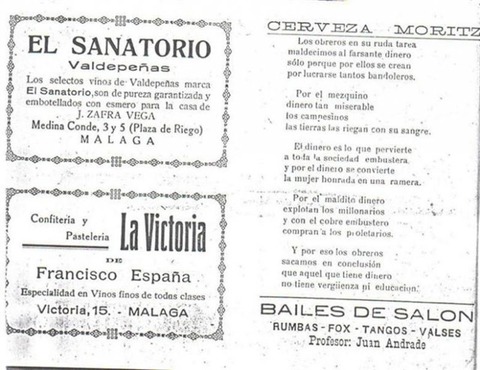 EL SANATORIO
Valdepeñas
Los selectos vinos de Valdepeñas marca
El Sanatorio, son de pureza garantizada y
embotellados con esmero para la casa de
J. ZAFRA VEGA
Medina Conde, 3 y 5 (Plaza de Riego)
MALAGA
Confitería y
Pastelería
La Victoria
DE
Francisco España
Especialidad en Vinos finos de todas clases
Victoria, 15. - MALAGA
CERVEZA MORITZ
Los obreros en su ruda tarea
maldecimos al farsante dinero
sólo porque por ellos se crean
por lucrarse tantos bandoleros.
Por el mezquino
dinero tan miserable
los campesinos
las tierras las riegan con su sangre.
El dinero es lo que pervierte
a toda la sociedad embustera
y por el dinero se convierte
la mujer honrada en una ramera.
Por el maldito dinero
explotan los millonarios
y con el cobre embustero
compran a los proletarios.
Y por eso los obreros
sacamos en conclusión
que aquel que tiene dinero
no tiene vergüenza ni educación.
BAILES DE SALON
RUMBAS - FOX - TANGOS - VALSES
Profesor: Juan Andrade